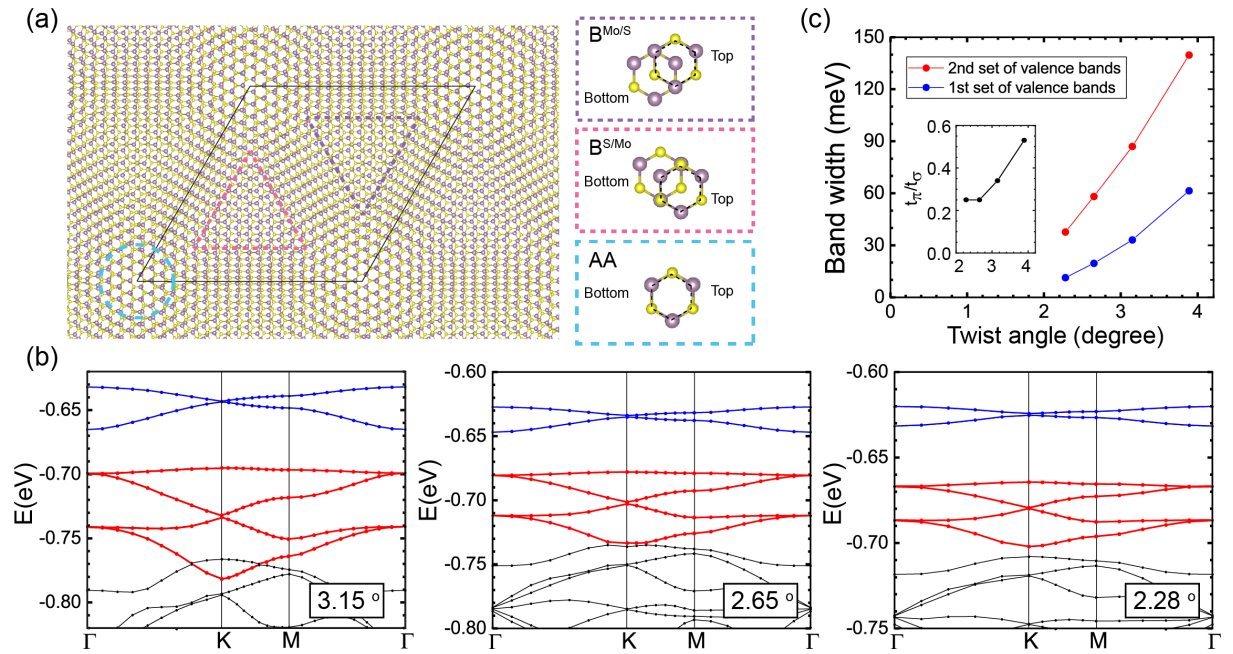 (a)
B^Mo/S
Top
Bottom
B^S/Mo
Bottom
Top
AA
Bottom
Top
(c)
Band width (meV)
150
120
90
60
30
0
0
1
2
3
4
Twist angle (degree)
2nd set of valence bands
1st set of valence bands
t_π/t_σ
0.6
0.4
0.2
0.0
2
3
4
(b)
E(eV)
-0.65
-0.70
-0.75
-0.80
Γ
K
M
Γ
3.15 °
E(eV)
-0.60
-0.65
-0.70
-0.75
-0.80
Γ
K
M
Γ
2.65 °
E(eV)
-0.60
-0.65
-0.70
-0.75
Γ
K
M
Γ
2.28 °